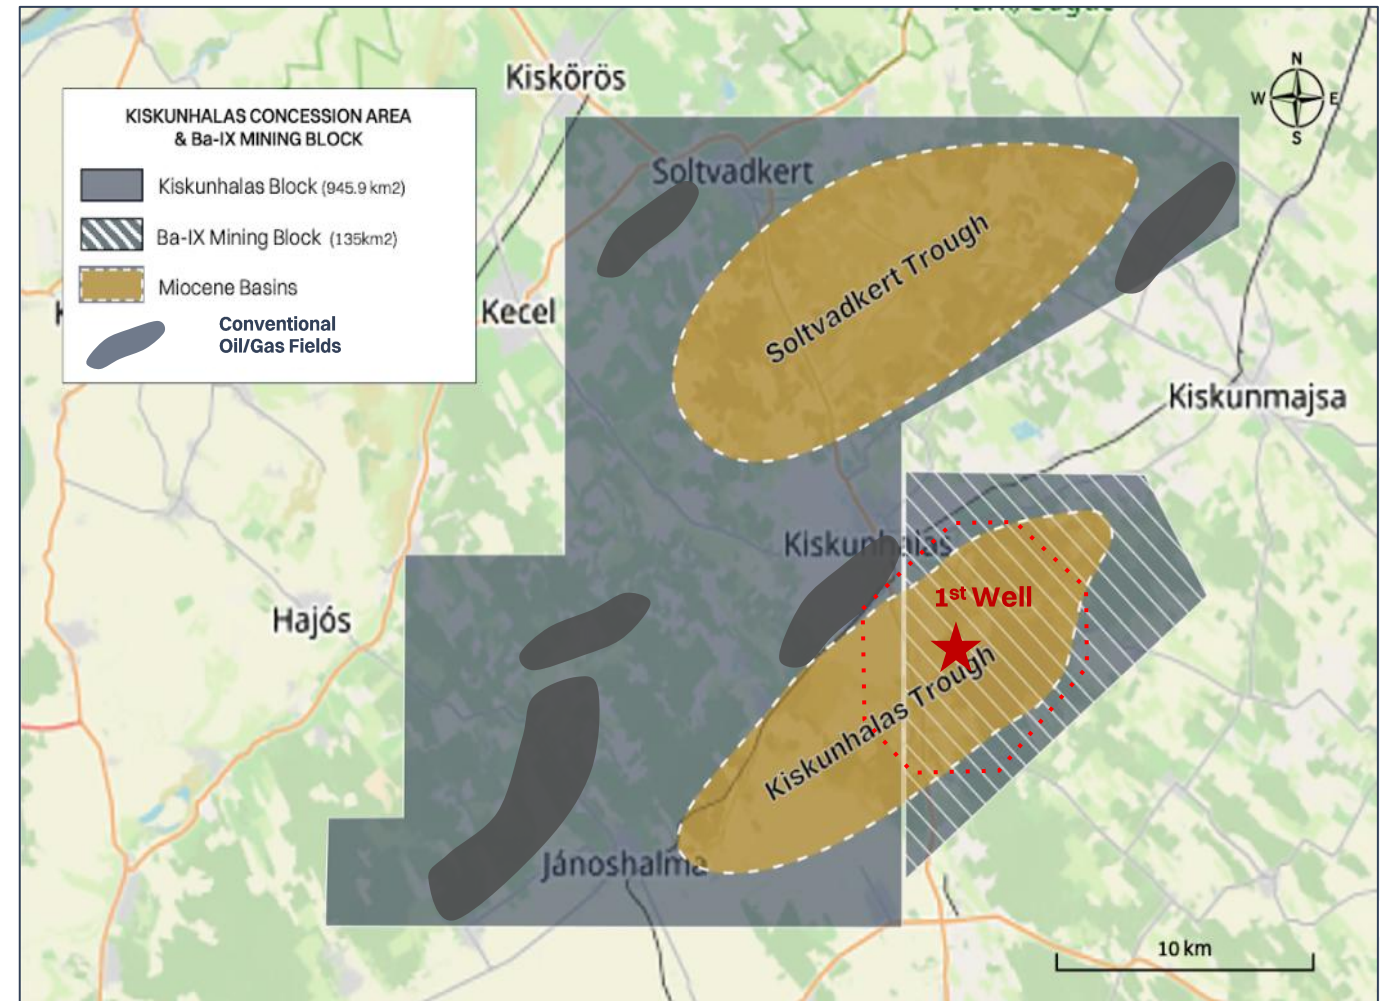 Kiskőrös
N
W
E
S
KISKUNHALAS CONCESSION AREA
& Ba-IX MINING BLOCK
Kiskunhalas Block (945.9 km2)
Ba-IX Mining Block (135km2)
Miocene Basins
Conventional
Oil/Gas Fields
Soltvadkert
Soltvadkert Trough
Kecel
Kiskunmajsa
Kiskunhalas
1st Well
Hajós
Kiskunhalas Trough
Jánoshalma
10 km